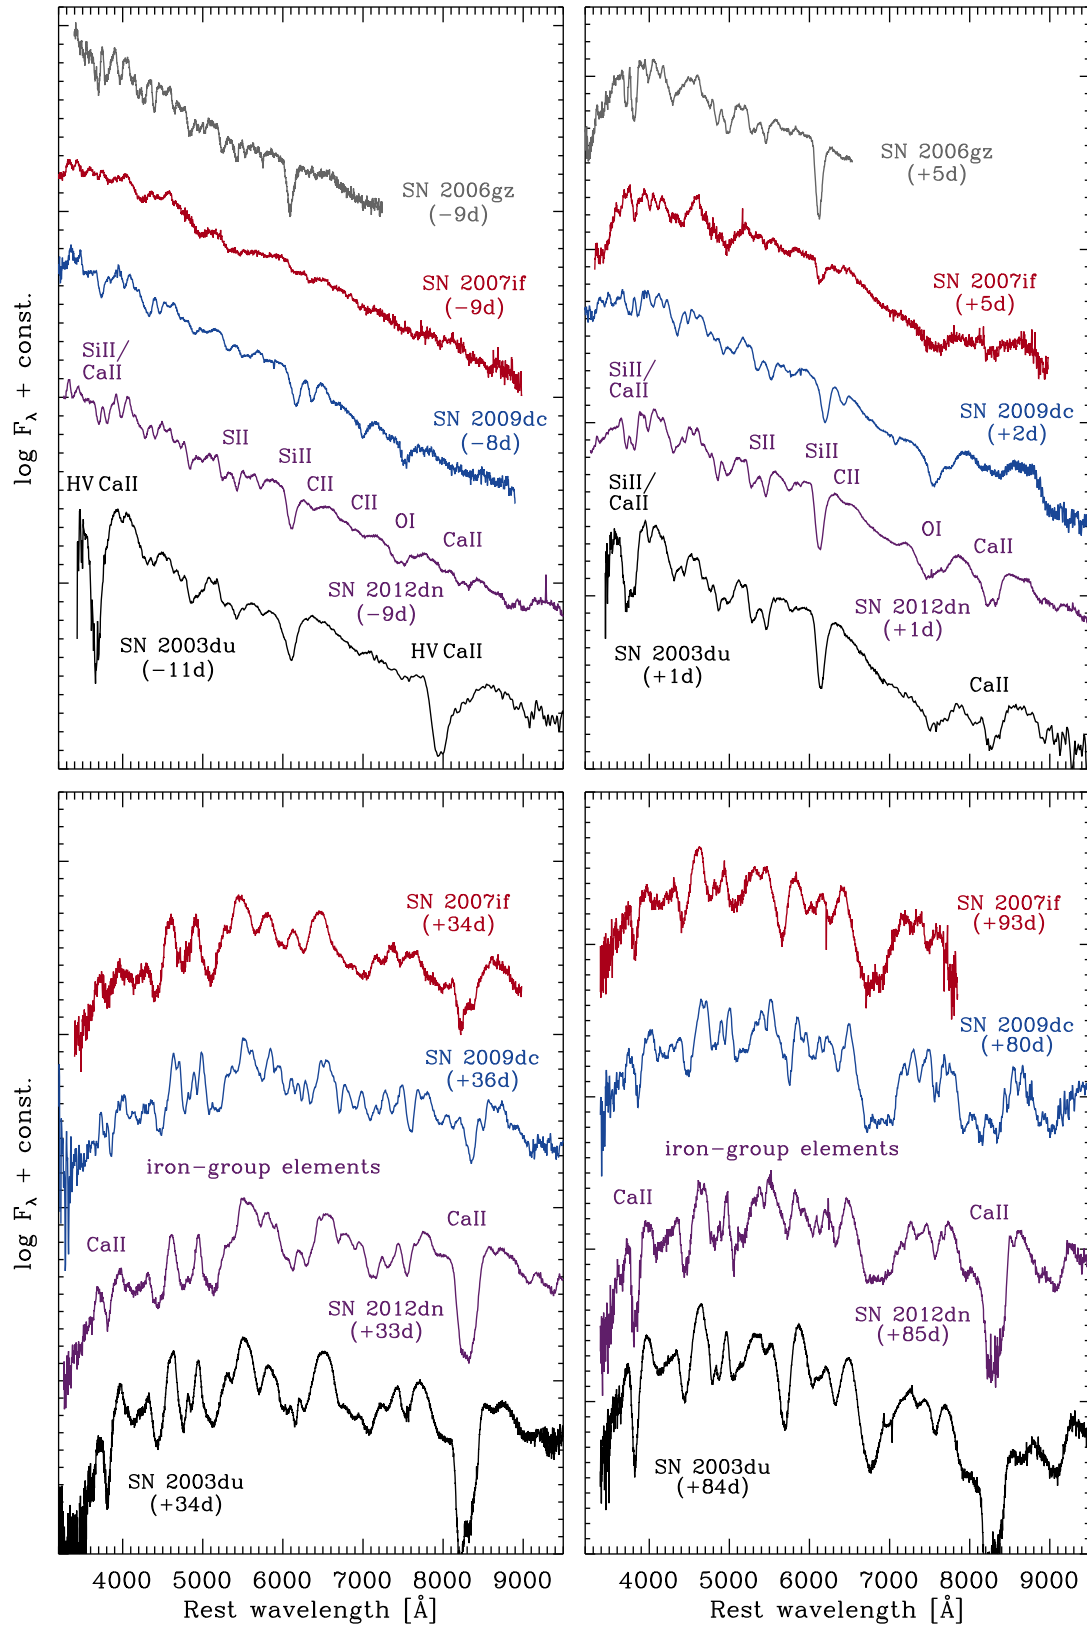 SN 2006gz
(−9d)
SN 2007if
(−9d)
SiII/
CaII
SN 2009dc
(−8d)
SII
SiII
HV CaII
CII
CII
OI
CaII
SN 2012dn
(−9d)
SN 2003du
(−11d)
HV CaII
log Fλ + const.
SN 2006gz
(+5d)
SN 2007if
(+5d)
SiII/
CaII
SN 2009dc
(+2d)
SII
SiII
CII
SiII/
CaII
OI
CaII
SN 2012dn
(+1d)
SN 2003du
(+1d)
CaII
SN 2007if
(+34d)
SN 2009dc
(+36d)
iron−group elements
CaII
CaII
SN 2012dn
(+33d)
SN 2003du
(+34d)
log Fλ + const.
4000 5000 6000 7000 8000 9000
Rest wavelength [Å]
SN 2007if
(+93d)
SN 2009dc
(+80d)
iron−group elements
CaII
CaII
SN 2012dn
(+85d)
SN 2003du
(+84d)
4000 5000 6000 7000 8000 9000
Rest wavelength [Å]